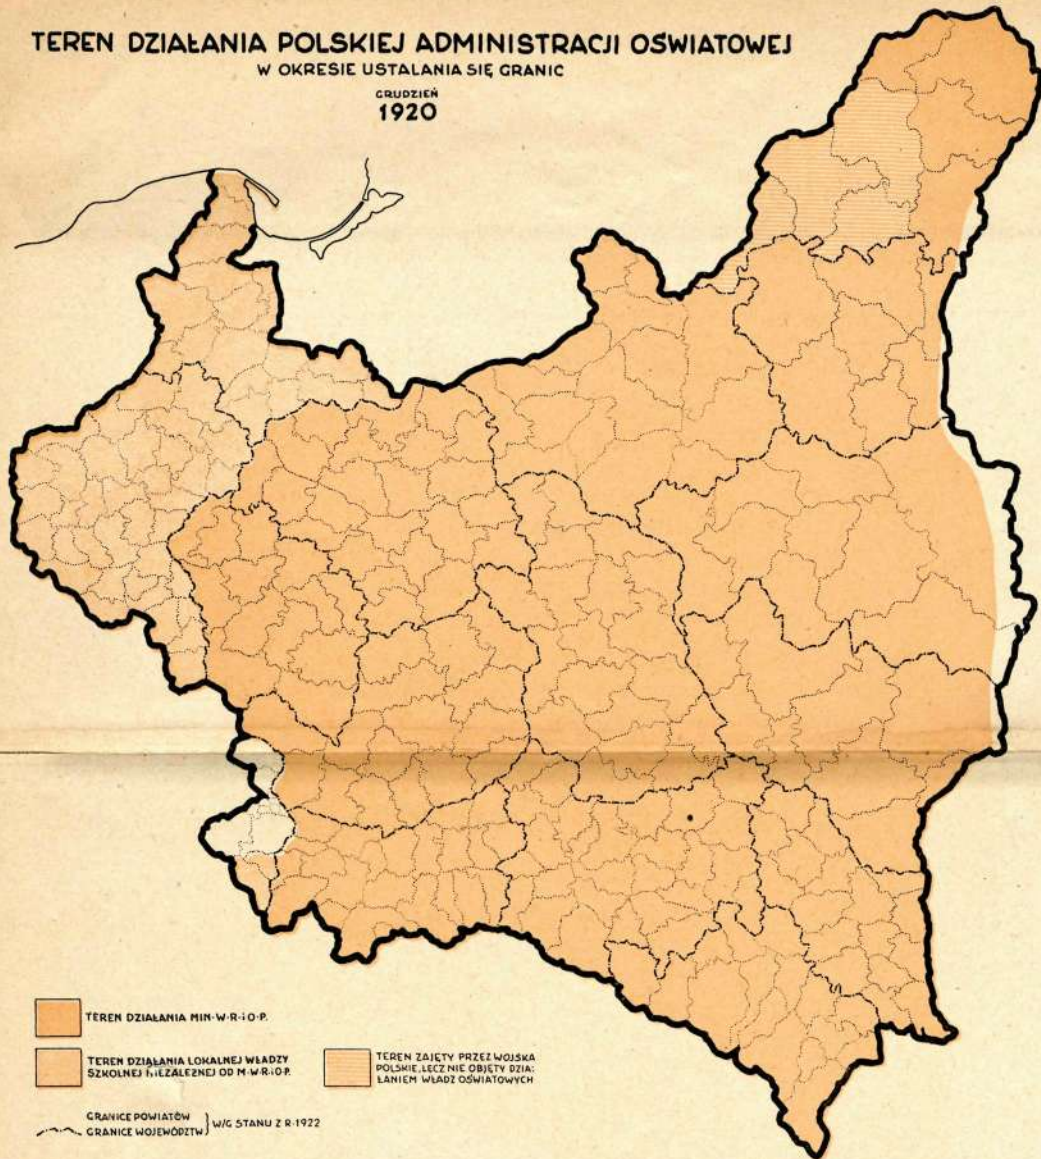 TEREN DZIAŁANIA POLSKIEJ ADMINISTRACJI OŚWIATOWEJ
W OKRESIE USTALANIA SIĘ GRANIC
GRUDZIEŃ
1920
TEREN DZIAŁANIA MIN·W·R·i·O·P.
TEREN DZIAŁANIA LOKALNEJ WŁADZY
SZKOLNEJ NIEZALEŻNEJ OD M·W·R·i·O·P.
TEREN ZAJĘTY PRZEZ WOJSKA
POLSKIE, LECZ NIE OBJĘTY DZIA:
ŁANIEM WŁADZ OŚWIATOWYCH
GRANICE POWIATÓW
GRANICE WOJEWÓDZTW } W/G STANU Z R·1922